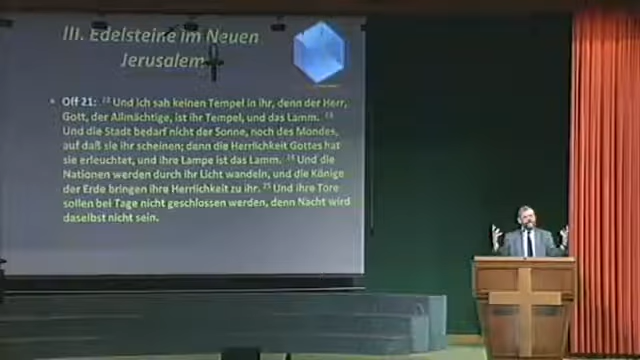 III. Edelsteine im Neuen
Jerusalem
• Off 21: 22 Und ich sah keinen Tempel in ihr, denn der Herr,
Gott, der Allmächtige, ist ihr Tempel, und das Lamm. 23
Und die Stadt bedarf nicht der Sonne, noch des Mondes,
auf daß sie ihr scheinen; denn die Herrlichkeit Gottes hat
sie erleuchtet, und ihre Lampe ist das Lamm. 24 Und die
Nationen werden durch ihr Licht wandeln, und die Könige
der Erde bringen ihre Herrlichkeit zu ihr. 25 Und ihre Tore
sollen bei Tage nicht geschlossen werden, denn Nacht wird
daselbst nicht sein.